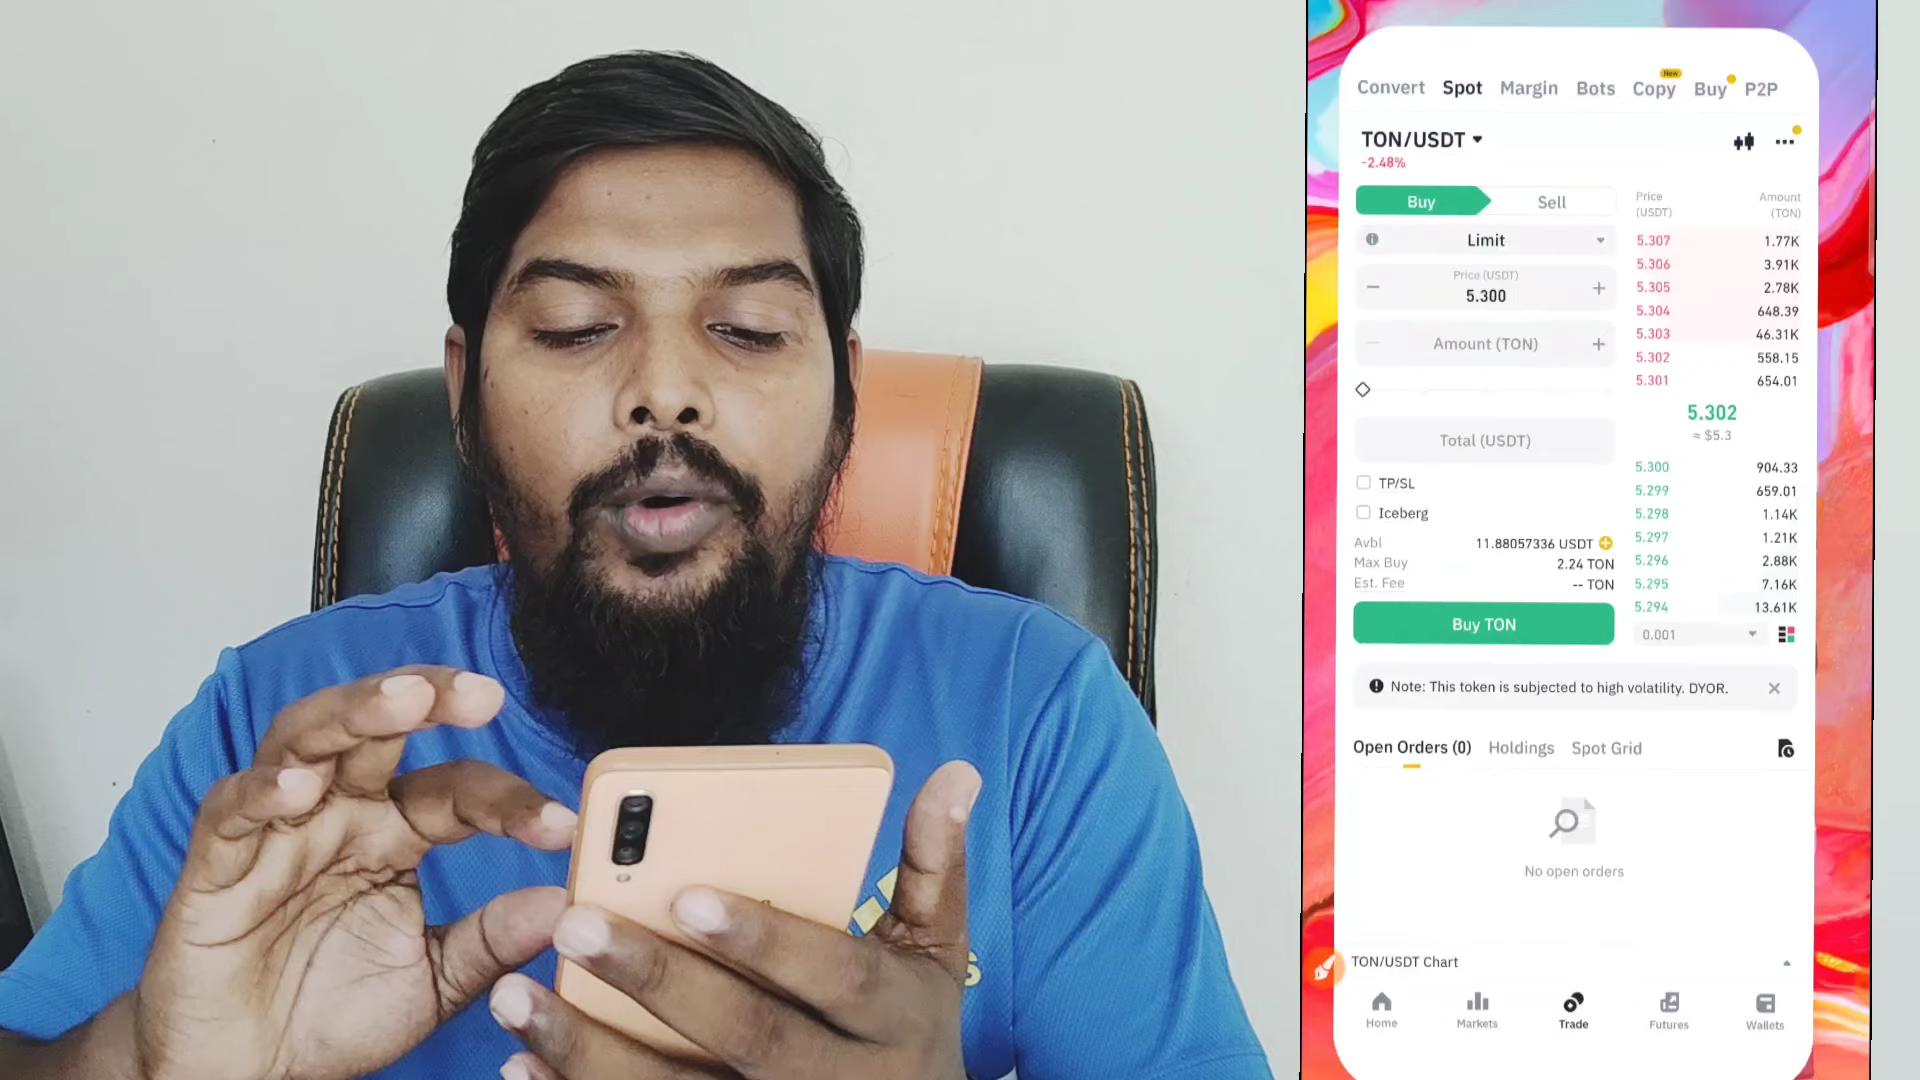 Convert Spot Margin Bots Copy New Buy P2P
TON/USDT
-2.48%
Buy Sell
Limit
Price (USDT)
5.300
Amount (TON)
Total (USDT)
TP/SL
Iceberg
Avbl 11.88057336 USDT
Max Buy 2.24 TON
Est. Fee -- TON
Buy TON
Price (USDT) Amount (TON)
5.307 1.77K
5.306 3.91K
5.305 2.78K
5.304 648.39
5.303 46.31K
5.302 558.15
5.301 654.01
5.302
≈ $5.3
5.300 904.33
5.299 659.01
5.298 1.14K
5.297 1.21K
5.296 2.88K
5.295 7.16K
5.294 13.61K
0.001
Note: This token is subjected to high volatility. DYOR.
Open Orders (0) Holdings Spot Grid
No open orders
TON/USDT Chart
Home Markets Trade Futures Wallets